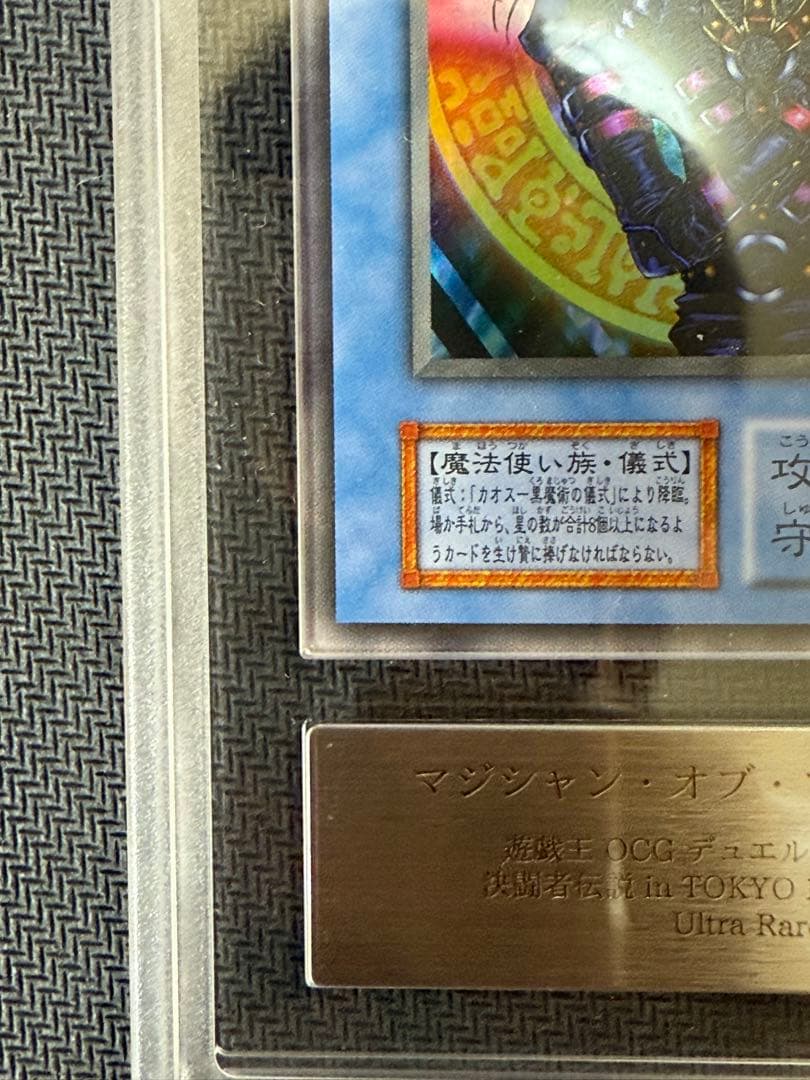 【魔法使い族・儀式】
儀式:「カオスー黒魔術の儀式」により降臨。
場か手札から、星の数が合計8個以上になるよ
うカードを生け贄に捧げなければならない。
攻
守
マジシャン・オブ・
遊戯王 OCG デュエル
決闘者伝説 in TOKYO
Ultra Rare